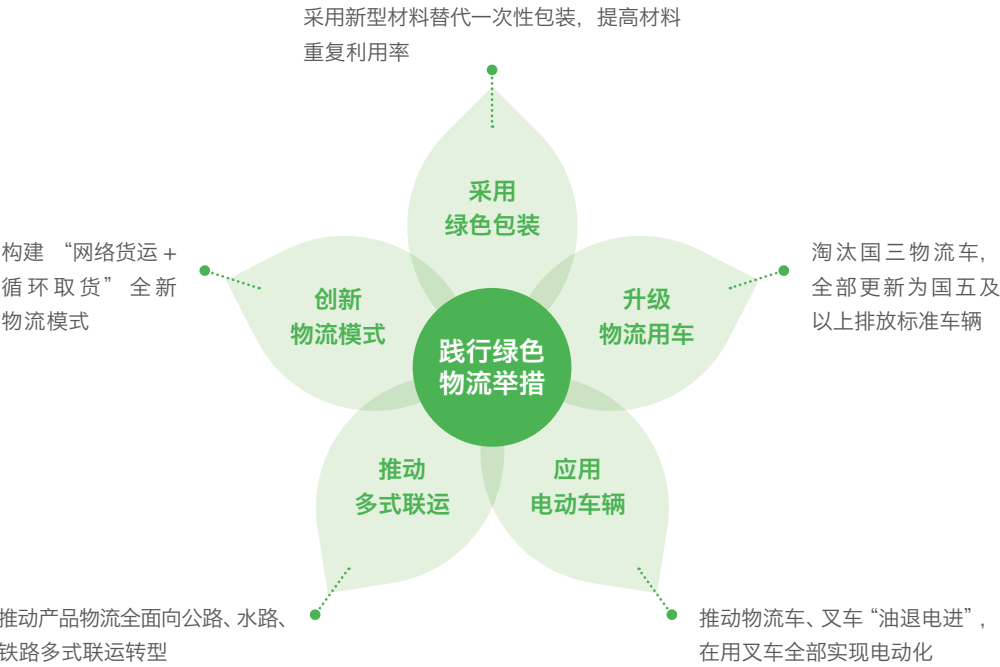 采用新型材料替代一次性包装，提高材料
重复利用率
采用
绿色包装
构建 “网络货运 +
循环取货” 全新
物流模式
创新
物流模式
升级
物流用车
淘汰国三物流车，
全部更新为国五及
以上排放标准车辆
践行绿色
物流举措
推动
多式联运
应用
电动车辆
推动产品物流全面向公路、水路、
铁路多式联运转型
推动物流车、叉车“油退电进”，
在用叉车全部实现电动化